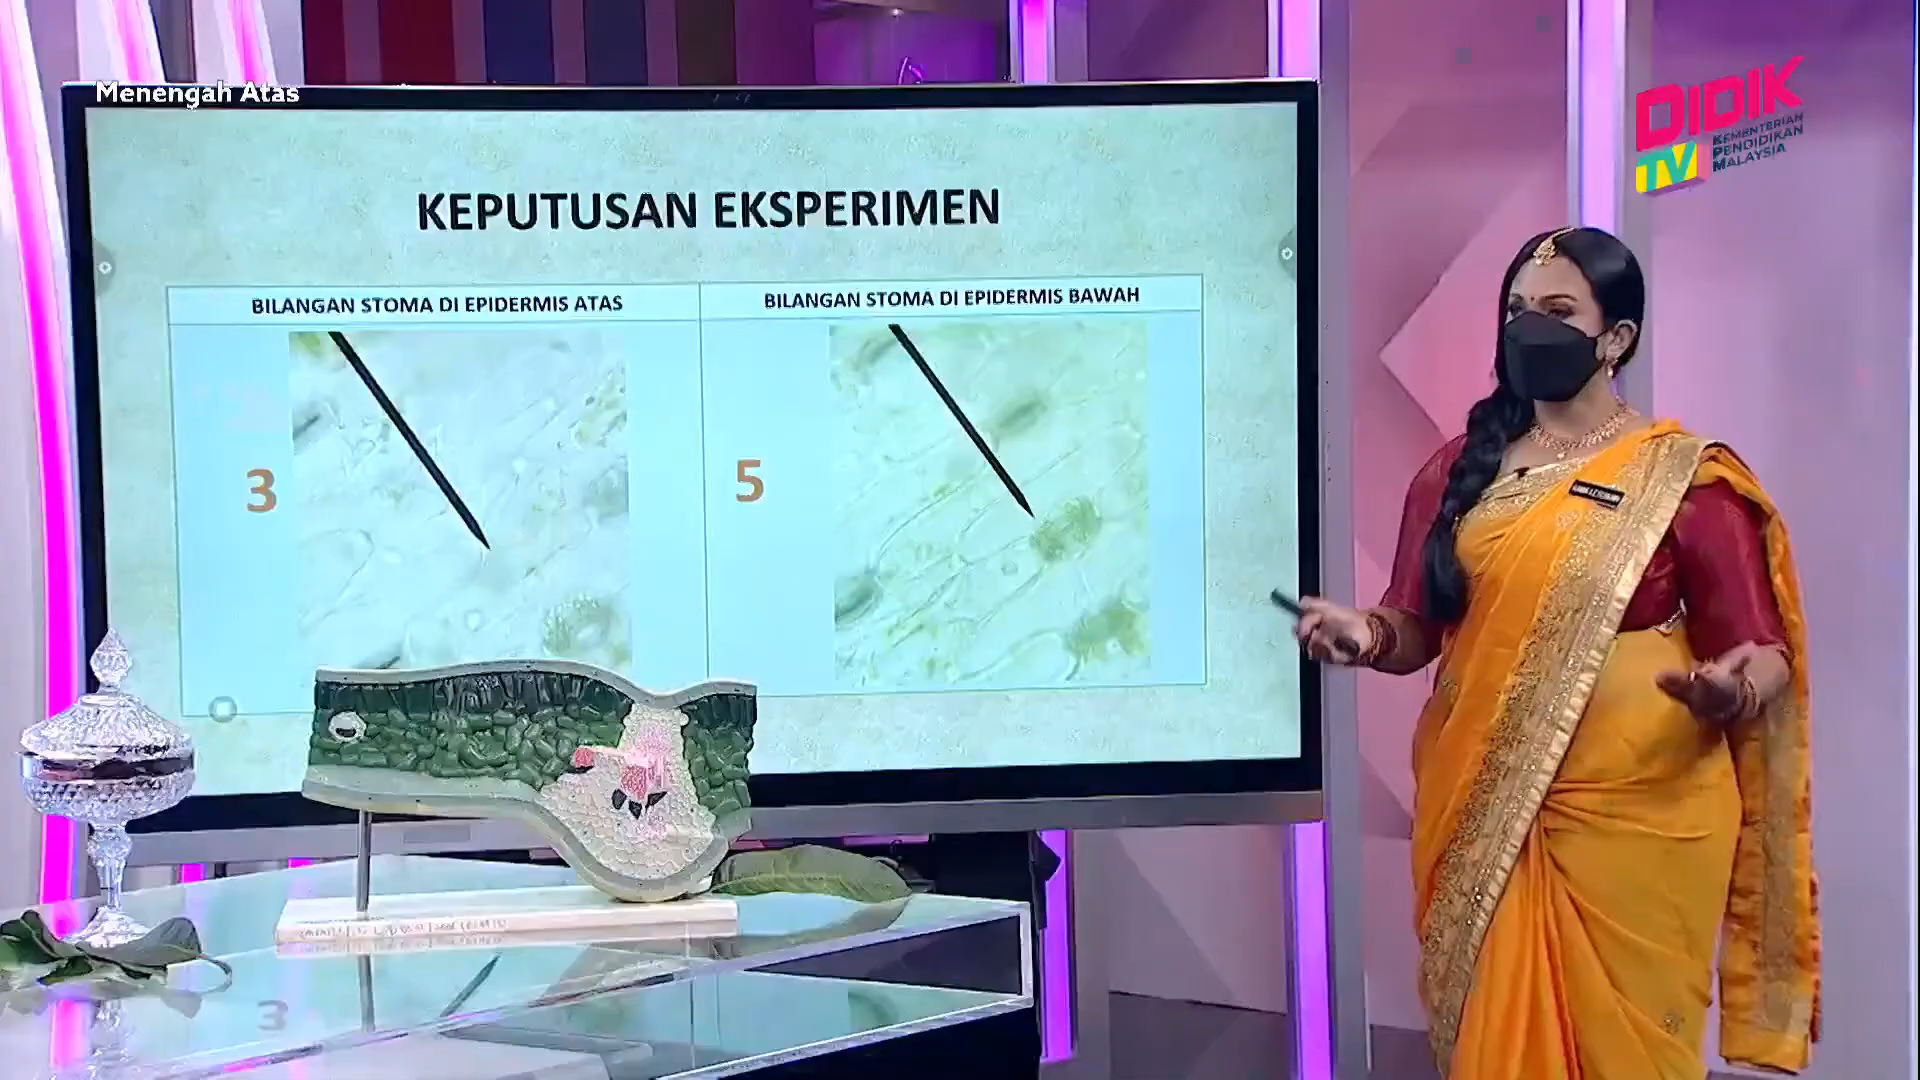 Menengah Atas
DIDIK
TV
KEMENTERIAN
PENDIDIKAN
MALAYSIA
KEPUTUSAN EKSPERIMEN
BILANGAN STOMA DI EPIDERMIS ATAS
BILANGAN STOMA DI EPIDERMIS BAWAH
3
5